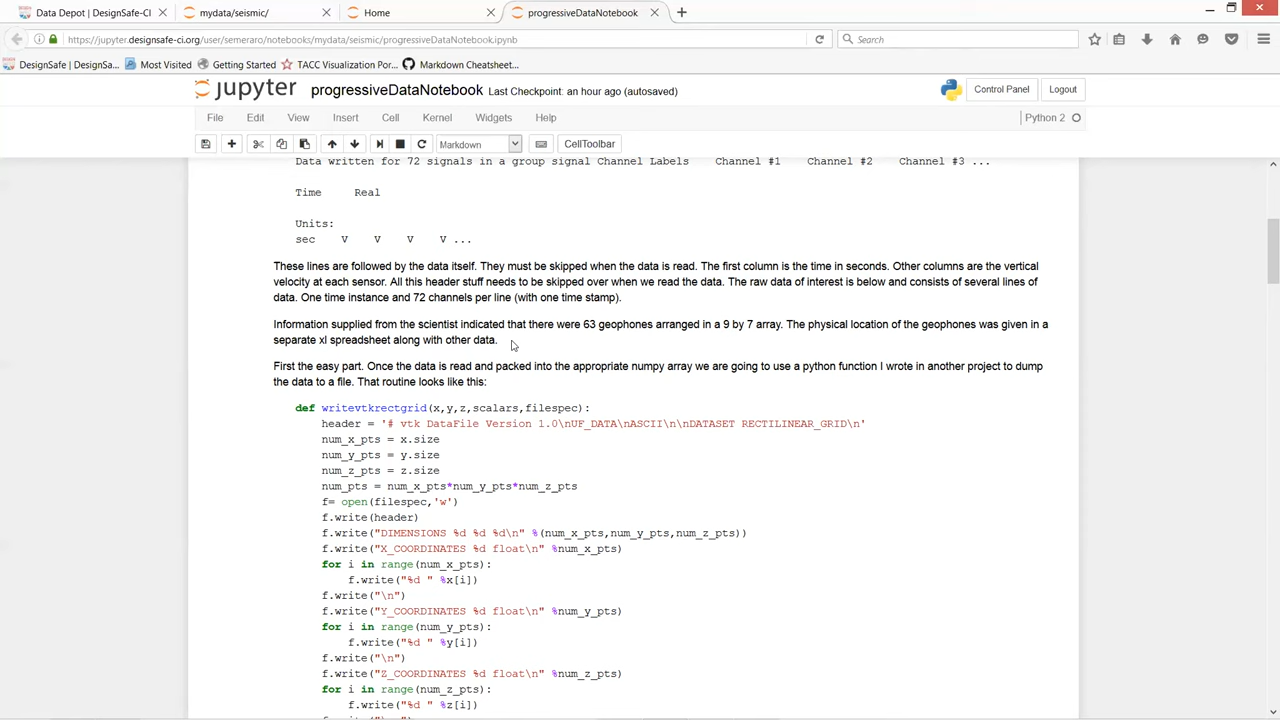 Data Depot | DesignSafe-CI
mydata/seismic/
Home
progressiveDataNotebook
https://jupyter.designsafe-ci.org/user/semeraro/notebooks/mydata/seismic/progressiveDataNotebook.ipynb
Search
DesignSafe | DesignSa...
Most Visited
Getting Started
TACC Visualization Por...
Markdown Cheatsheet...
jupyter progressiveDataNotebook Last Checkpoint: an hour ago (autosaved)
Control Panel
Logout
File Edit View Insert Cell Kernel Widgets Help
Python 2
Markdown
CellToolbar
Data written for 72 signals in a group signal Channel Labels Channel #1 Channel #2 Channel #3 ...
Time Real
Units:
sec V V V V ...
These lines are followed by the data itself. They must be skipped when the data is read. The first column is the time in seconds. Other columns are the vertical
velocity at each sensor. All this header stuff needs to be skipped over when we read the data. The raw data of interest is below and consists of several lines of
data. One time instance and 72 channels per line (with one time stamp).
Information supplied from the scientist indicated that there were 63 geophones arranged in a 9 by 7 array. The physical location of the geophones was given in a
separate xl spreadsheet along with other data.
First the easy part. Once the data is read and packed into the appropriate numpy array we are going to use a python function I wrote in another project to dump
the data to a file. That routine looks like this:
def writevtkrectgrid(x,y,z,scalars,filespec):
header = '# vtk DataFile Version 1.0\nUF_DATA\nASCII\n\nDATASET RECTILINEAR_GRID\n'
num_x_pts = x.size
num_y_pts = y.size
num_z_pts = z.size
num_pts = num_x_pts*num_y_pts*num_z_pts
f= open(filespec,'w')
f.write(header)
f.write("DIMENSIONS %d %d %d\n" %(num_x_pts,num_y_pts,num_z_pts))
f.write("X_COORDINATES %d float\n" %num_x_pts)
for i in range(num_x_pts):
f.write("%d " %x[i])
f.write("\n")
f.write("Y_COORDINATES %d float\n" %num_y_pts)
for i in range(num_y_pts):
f.write("%d " %y[i])
f.write("\n")
f.write("Z_COORDINATES %d float\n" %num_z_pts)
for i in range(num_z_pts):
f.write("%d " %z[i])